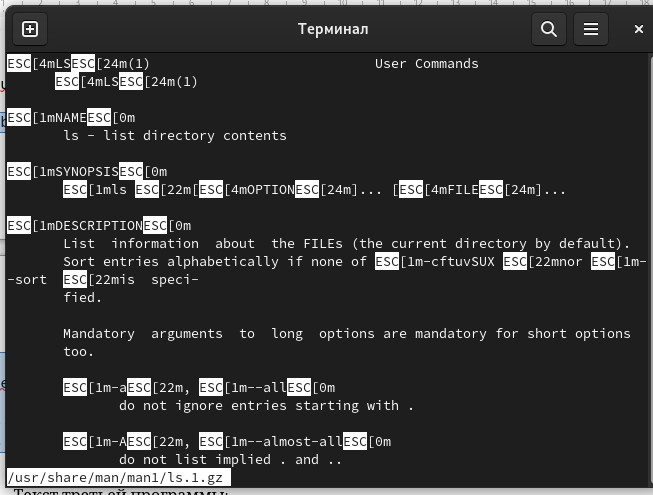 Терминал
ESC[4mLSESC[24m(1) User Commands
ESC[4mLSESC[24m(1)
ESC[1mNAMEESC[0m
ls - list directory contents
ESC[1mSYNOPSISESC[0m
ESC[1mls ESC[22m[ESC[4mOPTIONESC[24m]... [ESC[4mFILEESC[24m]...
ESC[1mDESCRIPTIONESC[0m
List information about the FILEs (the current directory by default).
Sort entries alphabetically if none of ESC[1m-cftuvSUX ESC[22mnor ESC[1m-
-sort ESC[22mis speci-
fied.
Mandatory arguments to long options are mandatory for short options
too.
ESC[1m-aESC[22m, ESC[1m--allESC[0m
do not ignore entries starting with .
ESC[1m-AESC[22m, ESC[1m--almost-allESC[0m
do not list implied . and ..
/usr/share/man/man1/ls.1.gz
Текст третьей программы: